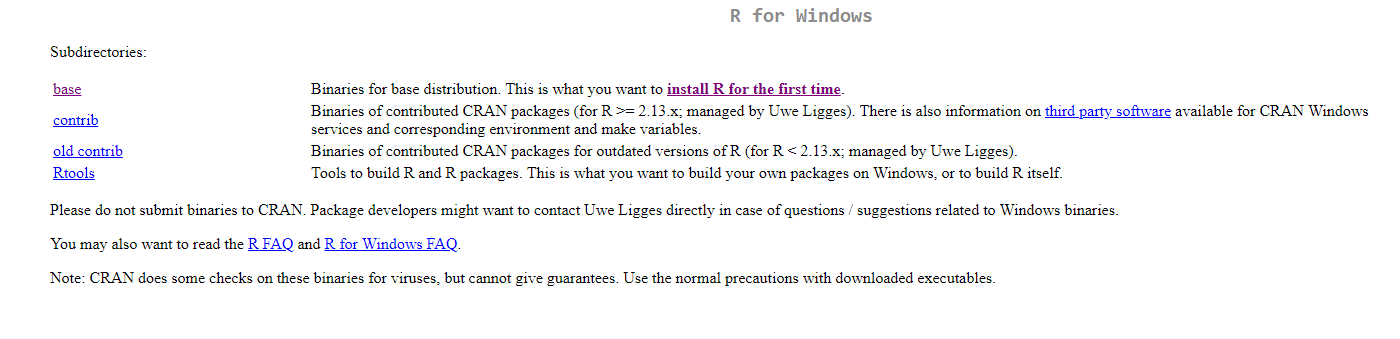 R for Windows
Subdirectories:
base Binaries for base distribution. This is what you want to install R for the first time.
contrib Binaries of contributed CRAN packages (for R >= 2.13.x; managed by Uwe Ligges). There is also information on third party software available for CRAN Windows
services and corresponding environment and make variables.
old contrib Binaries of contributed CRAN packages for outdated versions of R (for R < 2.13.x; managed by Uwe Ligges).
Rtools Tools to build R and R packages. This is what you want to build your own packages on Windows, or to build R itself.
Please do not submit binaries to CRAN. Package developers might want to contact Uwe Ligges directly in case of questions / suggestions related to Windows binaries.
You may also want to read the R FAQ and R for Windows FAQ.
Note: CRAN does some checks on these binaries for viruses, but cannot give guarantees. Use the normal precautions with downloaded executables.